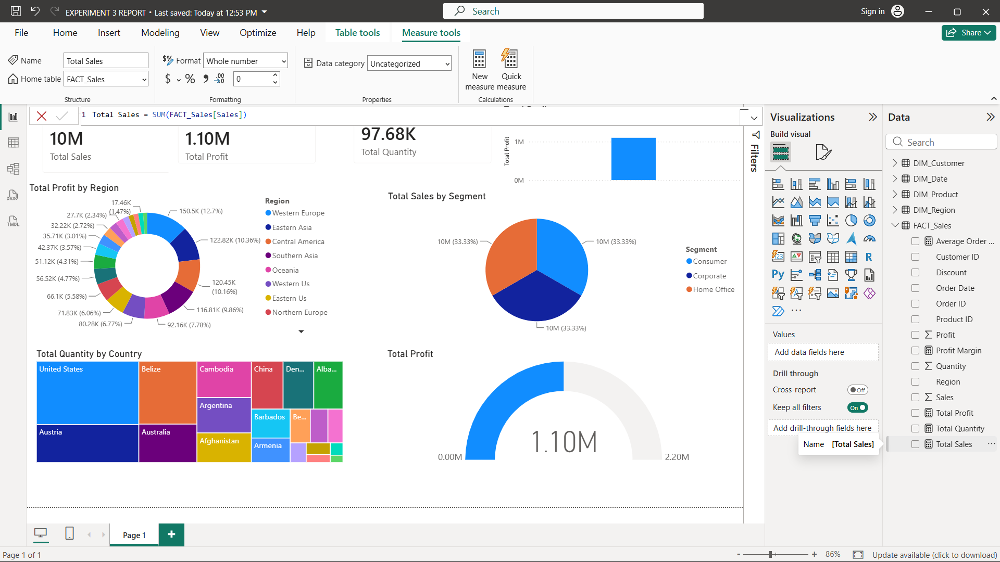 EXPERIMENT 3 REPORT • Last saved: Today at 12:53 PM
Search
Sign in
File
Home
Insert
Modeling
View
Optimize
Help
Table tools
Measure tools
Share
Name
Total Sales
Home table
FACT_Sales
Structure
Format
Whole number
$
%
0
Formatting
Data category
Uncategorized
Properties
New
measure
Quick
measure
Calculations
1 Total Sales = SUM(FACT_Sales[Sales])
10M
Total Sales
1.10M
Total Profit
97.68K
Total Quantity
Total Profit
1M
0M
Total Profit by Region
17.46K
(1.47%)
27.7K (2.34%)
32.22K (2.72%)
35.71K (3.01%)
42.37K (3.57%)
51.12K (4.31%)
56.52K (4.77%)
66.1K (5.58%)
71.83K (6.06%)
80.28K (6.77%)
92.16K (7.78%)
116.81K (9.86%)
120.45K
(10.16%)
122.82K (10.36%)
150.5K (12.7%)
Region
Western Europe
Eastern Asia
Central America
Southern Asia
Oceania
Western Us
Eastern Us
Northern Europe
Total Sales by Segment
10M (33.33%)
10M (33.33%)
10M (33.33%)
Segment
Consumer
Corporate
Home Office
Total Quantity by Country
United States
Austria
Belize
Australia
Cambodia
Argentina
Afghanistan
China
Den...
Alba...
Barbados
Be...
Armenia
Total Profit
1.10M
0.00M
2.20M
Filters
Visualizations
Build visual
123
R
Py
Values
Add data fields here
Drill through
Cross-report
Off
Keep all filters
On
Add drill-through fields here
Name [Total Sales]
Data
Search
DIM_Customer
DIM_Date
DIM_Product
DIM_Region
FACT_Sales
Average Order ...
Customer ID
Discount
Order Date
Order ID
Product ID
Profit
Profit Margin
Quantity
Region
Sales
Total Profit
Total Quantity
Total Sales
DAX
TMDL
Page 1
Page 1 of 1
86%
Update available (click to download)